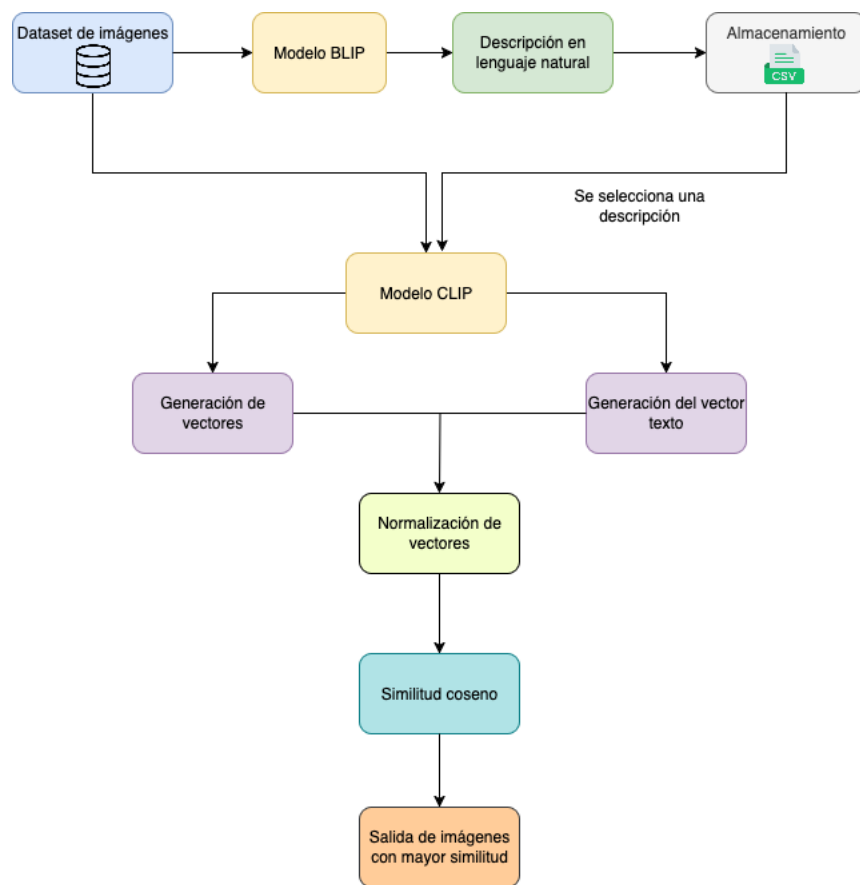 Dataset de imágenes
Modelo BLIP
Descripción en
lenguaje natural
Almacenamiento
CSV
Se selecciona una
descripción
Modelo CLIP
Generación de
vectores
Generación del vector
texto
Normalización de
vectores
Similitud coseno
Salida de imágenes
con mayor similitud